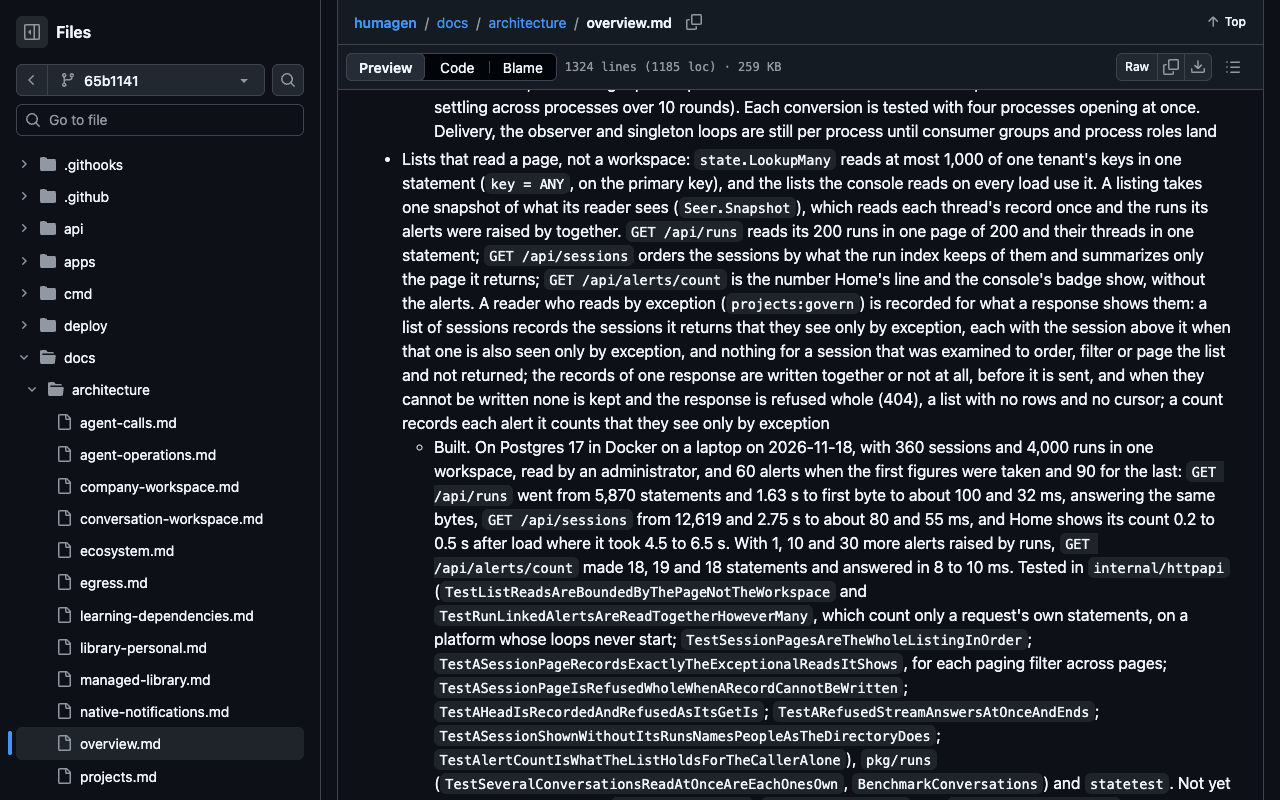 Files
65b1141
Go to file
.githooks
.github
api
apps
cmd
deploy
docs
architecture
agent-calls.md
agent-operations.md
company-workspace.md
conversation-workspace.md
ecosystem.md
egress.md
learning-dependencies.md
library-personal.md
managed-library.md
native-notifications.md
overview.md
projects.md
humagen / docs / architecture / overview.md
Top
Preview Code Blame 1324 lines (1185 loc) · 259 KB Raw
settling across processes over 10 rounds). Each conversion is tested with four processes opening at once.
Delivery, the observer and singleton loops are still per process until consumer groups and process roles land
• Lists that read a page, not a workspace: state.LookupMany reads at most 1,000 of one tenant's keys in one
statement ( key = ANY , on the primary key), and the lists the console reads on every load use it. A listing takes
one snapshot of what its reader sees ( Seer.Snapshot ), which reads each thread's record once and the runs its
alerts were raised by together. GET /api/runs reads its 200 runs in one page of 200 and their threads in one
statement; GET /api/sessions orders the sessions by what the run index keeps of them and summarizes only
the page it returns; GET /api/alerts/count is the number Home's line and the console's badge show, without
the alerts. A reader who reads by exception ( projects:govern ) is recorded for what a response shows them: a
list of sessions records the sessions it returns that they see only by exception, each with the session above it when
that one is also seen only by exception, and nothing for a session that was examined to order, filter or page the list
and not returned; the records of one response are written together or not at all, before it is sent, and when they
cannot be written none is kept and the response is refused whole (404), a list with no rows and no cursor; a count
records each alert it counts that they see only by exception
◦ Built. On Postgres 17 in Docker on a laptop on 2026-11-18, with 360 sessions and 4,000 runs in one
workspace, read by an administrator, and 60 alerts when the first figures were taken and 90 for the last: GET
/api/runs went from 5,870 statements and 1.63 s to first byte to about 100 and 32 ms, answering the same
bytes, GET /api/sessions from 12,619 and 2.75 s to about 80 and 55 ms, and Home shows its count 0.2 to
0.5 s after load where it took 4.5 to 6.5 s. With 1, 10 and 30 more alerts raised by runs, GET
/api/alerts/count made 18, 19 and 18 statements and answered in 8 to 10 ms. Tested in internal/httpapi
( TestListReadsAreBoundedByThePageNotTheWorkspace and
TestRunLinkedAlertsAreReadTogetherHoweverMany , which count only a request's own statements, on a
platform whose loops never start; TestSessionPagesAreTheWholeListingInOrder ;
TestASessionPageRecordsExactlyTheExceptionalReadsItShows , for each paging filter across pages;
TestASessionPageIsRefusedWholeWhenARecordCannotBeWritten ;
TestAHeadIsRecordedAndRefusedAsItsGetIs ; TestARefusedStreamAnswersAtOnceAndEnds ;
TestASessionShownWithoutItsRunsNamesPeopleAsTheDirectoryDoes ;
TestAlertCountIsWhatTheListHoldsForTheCallerAlone ), pkg/runs
( TestSeveralConversationsReadAtOnceAreEachOnesOwn , BenchmarkConversations ) and statetest . Not yet